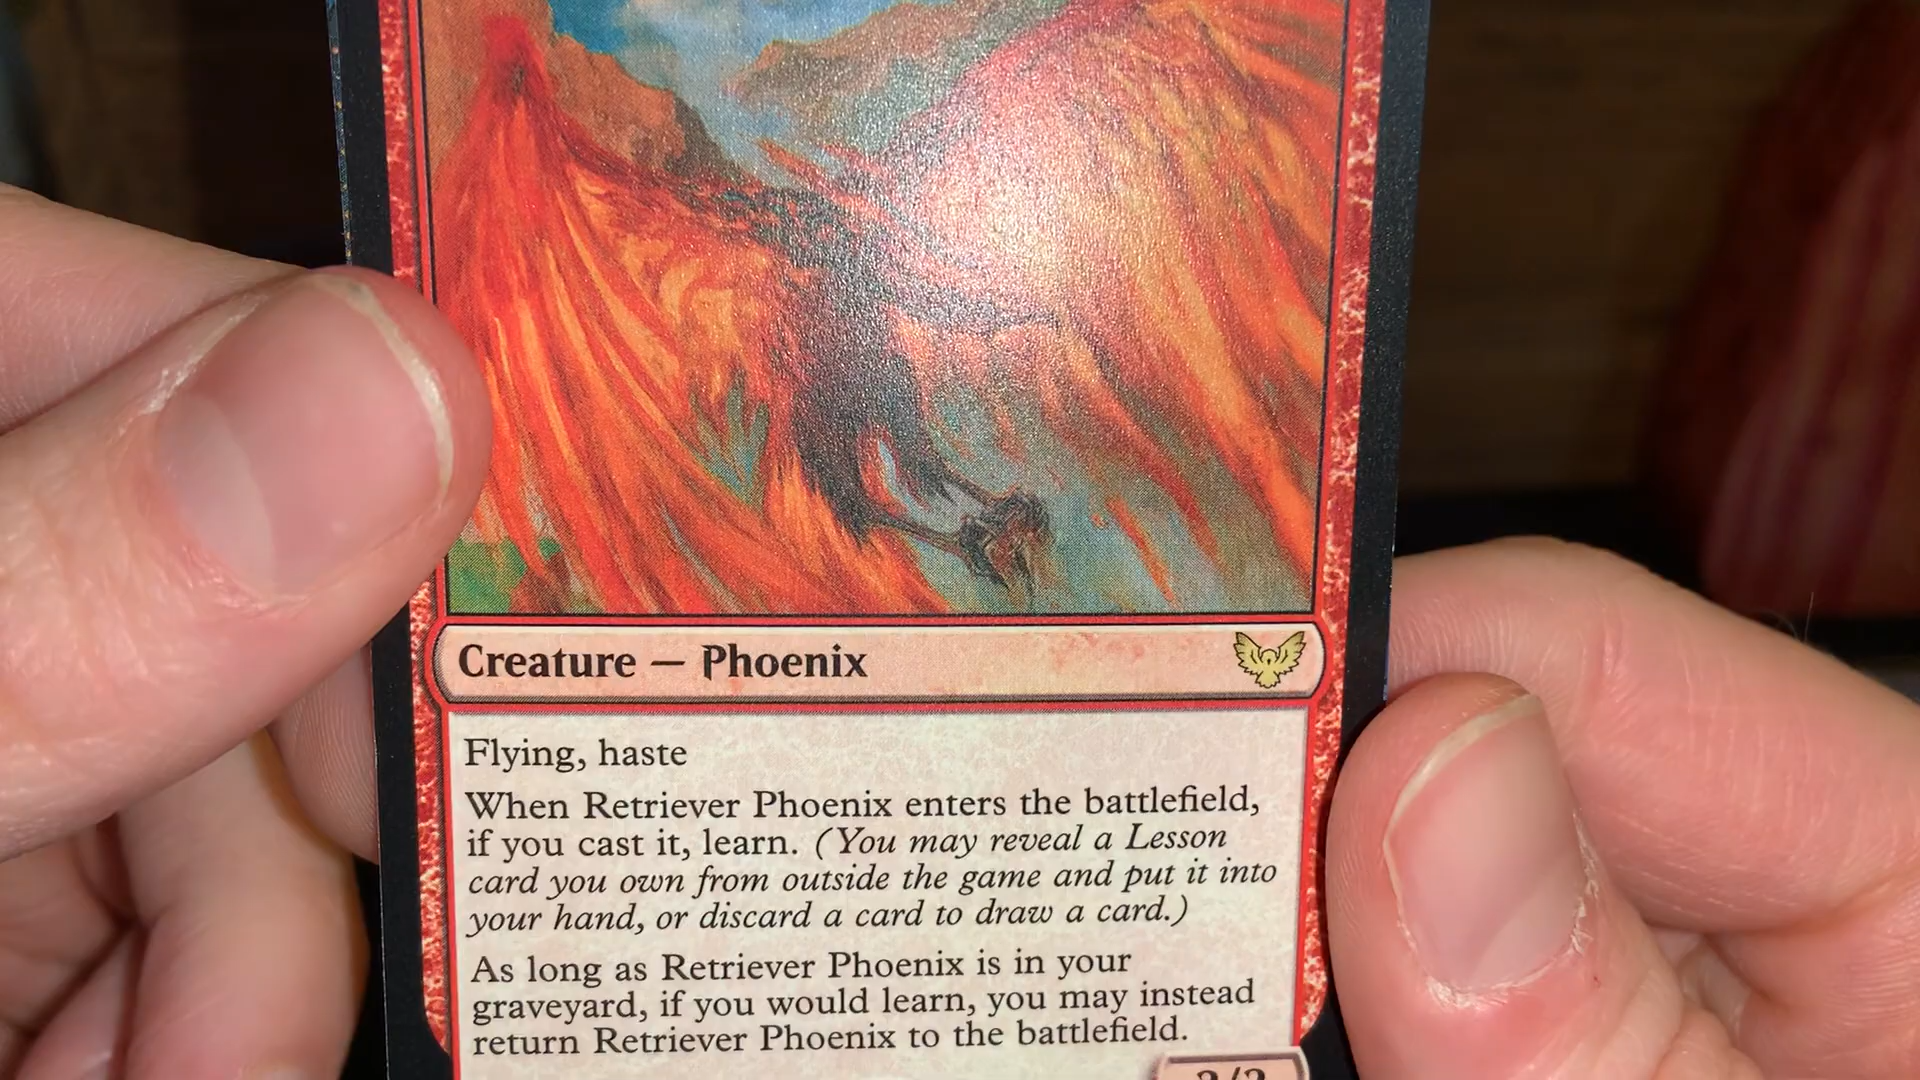 Creature — Phoenix
Flying, haste
When Retriever Phoenix enters the battlefield,
if you cast it, learn. (You may reveal a Lesson
card you own from outside the game and put it into
your hand, or discard a card to draw a card.)
As long as Retriever Phoenix is in your
graveyard, if you would learn, you may instead
return Retriever Phoenix to the battlefield.